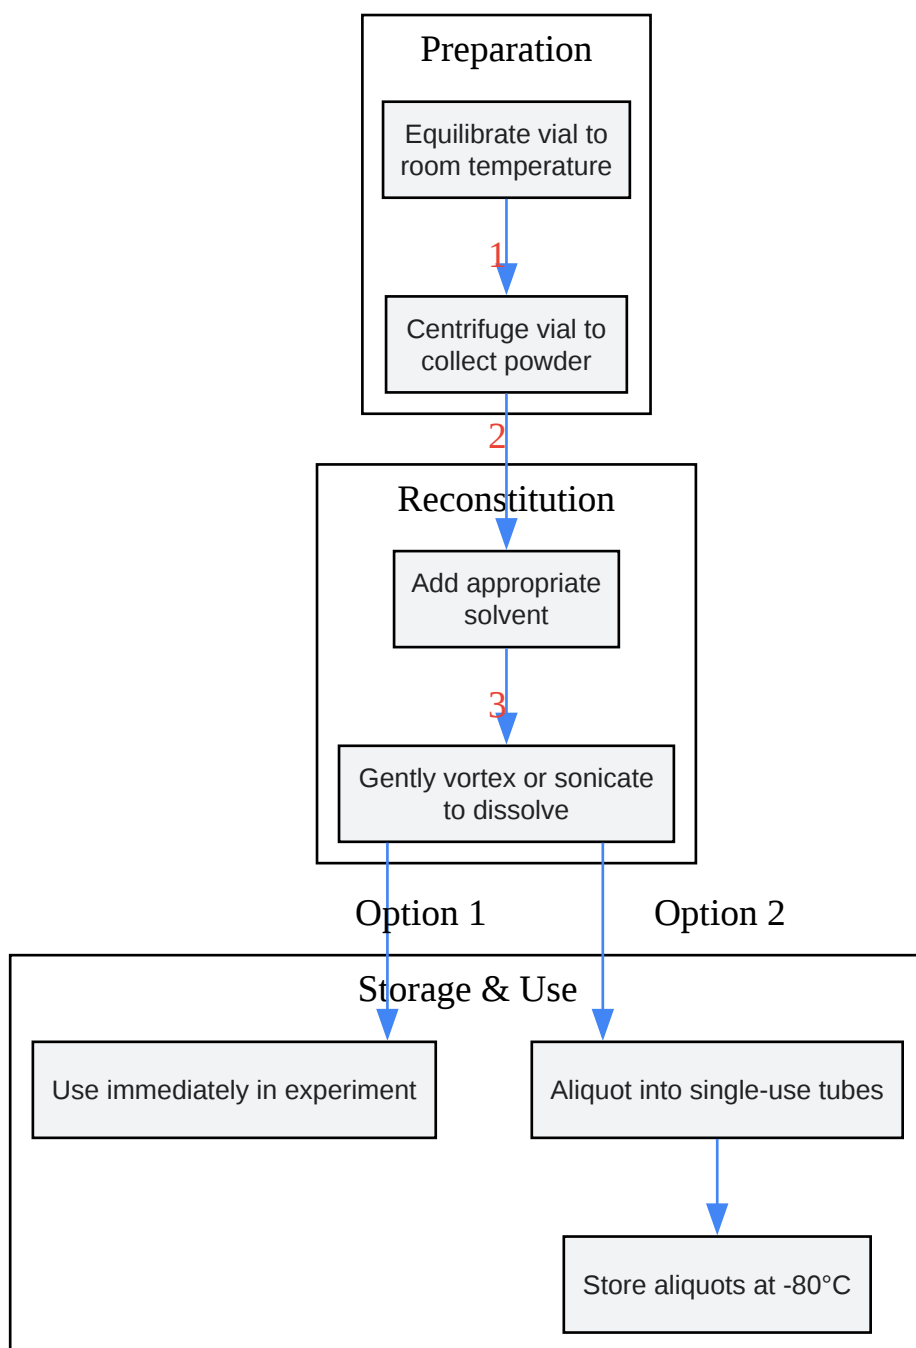 Preparation
Equilibrate vial to
room temperature
1
Centrifuge vial to
collect powder
2
Reconstitution
Add appropriate
solvent
3
Gently vortex or sonicate
to dissolve
Option 1
Option 2
Storage & Use
Use immediately in experiment
Aliquot into single-use tubes
Store aliquots at -80°C